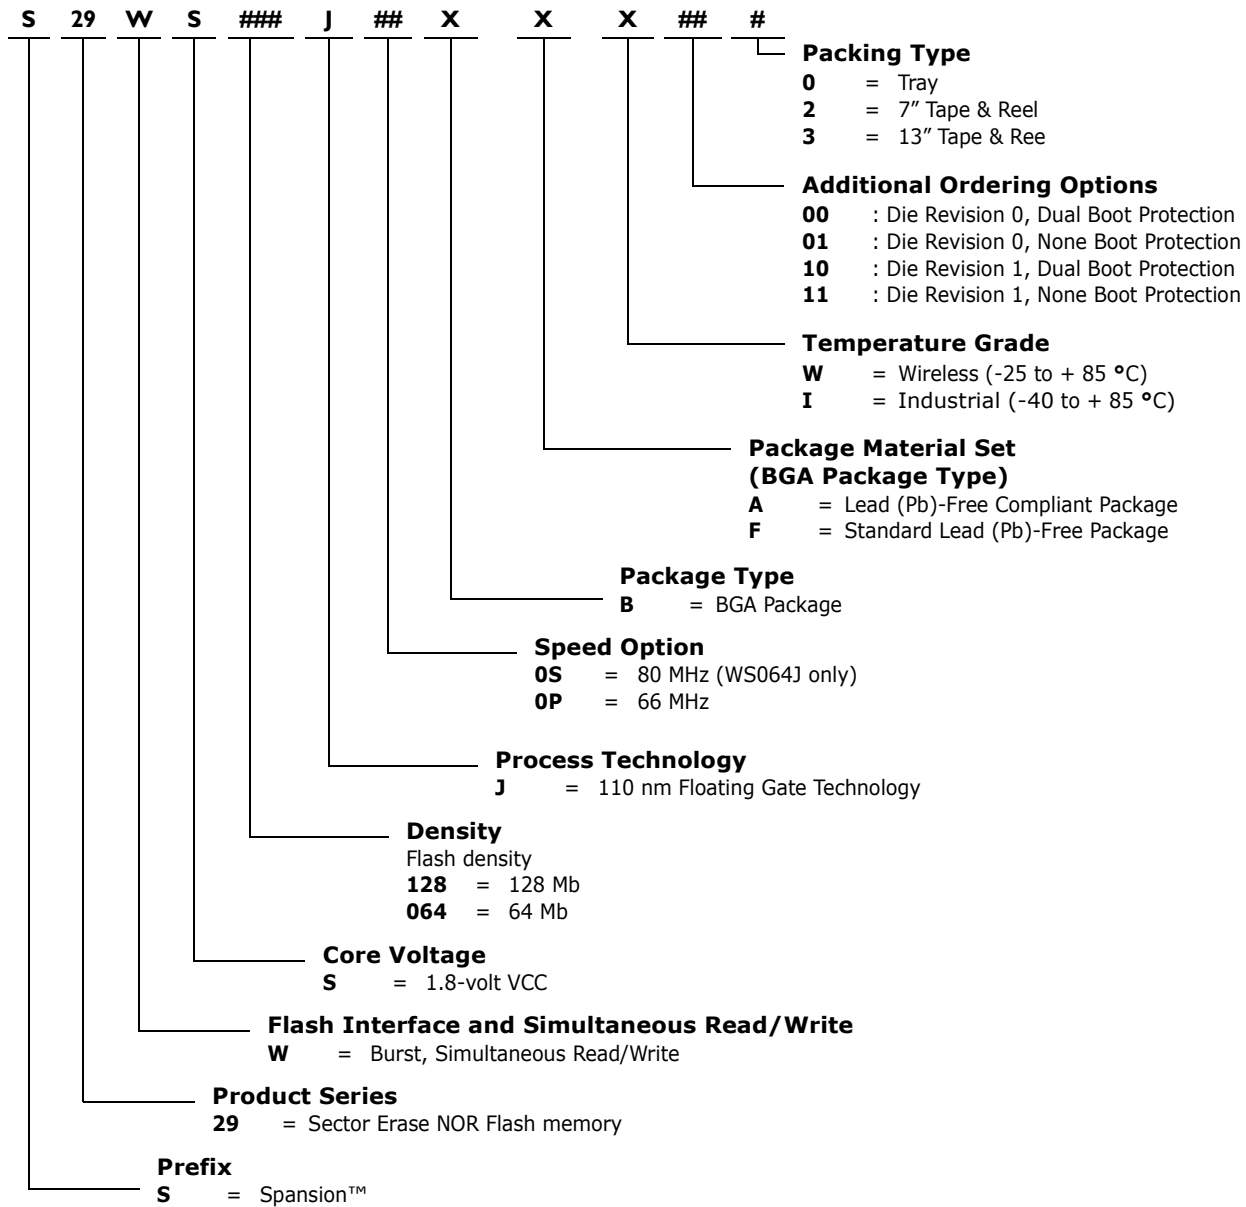 S 29 W S ### J ## X X X ## #
Packing Type
0 = Tray
2 = 7” Tape & Reel
3 = 13” Tape & Ree
Additional Ordering Options
00 : Die Revision 0, Dual Boot Protection
01 : Die Revision 0, None Boot Protection
10 : Die Revision 1, Dual Boot Protection
11 : Die Revision 1, None Boot Protection
Temperature Grade
W = Wireless (-25 to + 85 °C)
I = Industrial (-40 to + 85 °C)
Package Material Set
(BGA Package Type)
A = Lead (Pb)-Free Compliant Package
F = Standard Lead (Pb)-Free Package
Package Type
B = BGA Package
Speed Option
0S = 80 MHz (WS064J only)
0P = 66 MHz
Process Technology
J = 110 nm Floating Gate Technology
Density
Flash density
128 = 128 Mb
064 = 64 Mb
Core Voltage
S = 1.8-volt VCC
Flash Interface and Simultaneous Read/Write
W = Burst, Simultaneous Read/Write
Product Series
29 = Sector Erase NOR Flash memory
Prefix
S = Spansion™